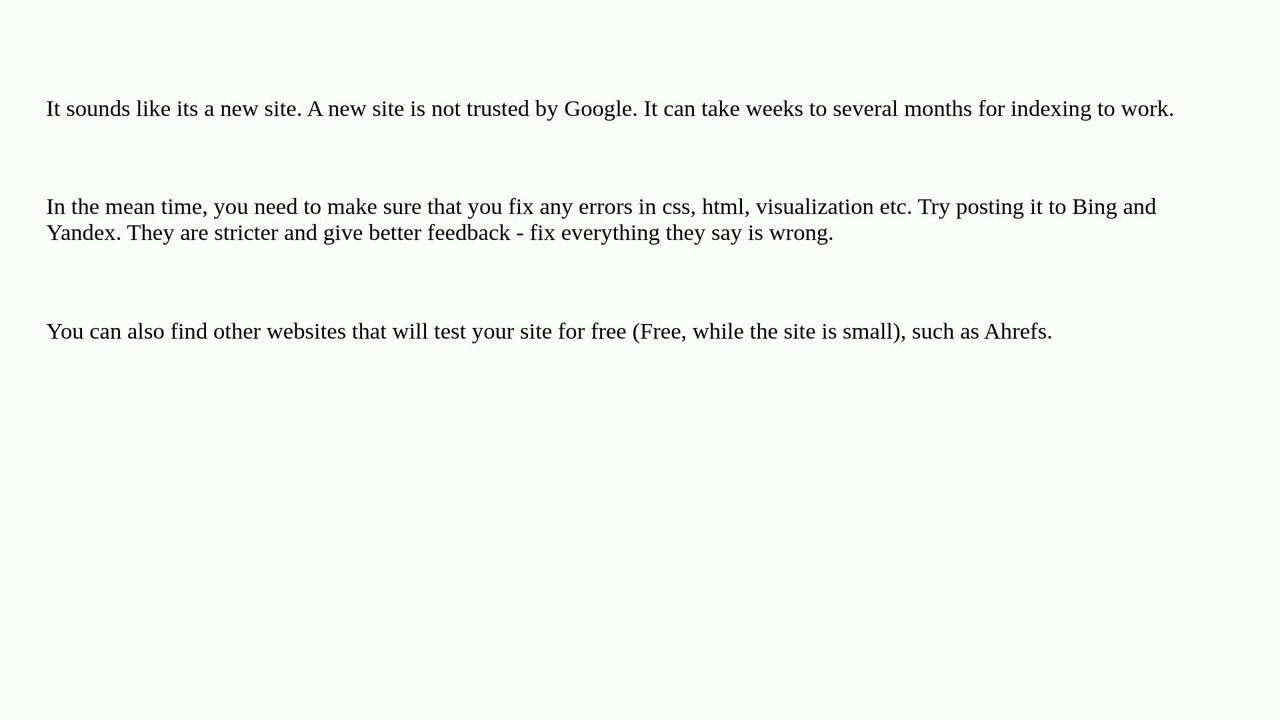 It sounds like its a new site. A new site is not trusted by Google. It can take weeks to several months for indexing to work.
In the mean time, you need to make sure that you fix any errors in css, html, visualization etc. Try posting it to Bing and
Yandex. They are stricter and give better feedback - fix everything they say is wrong.
You can also find other websites that will test your site for free (Free, while the site is small), such as Ahrefs.